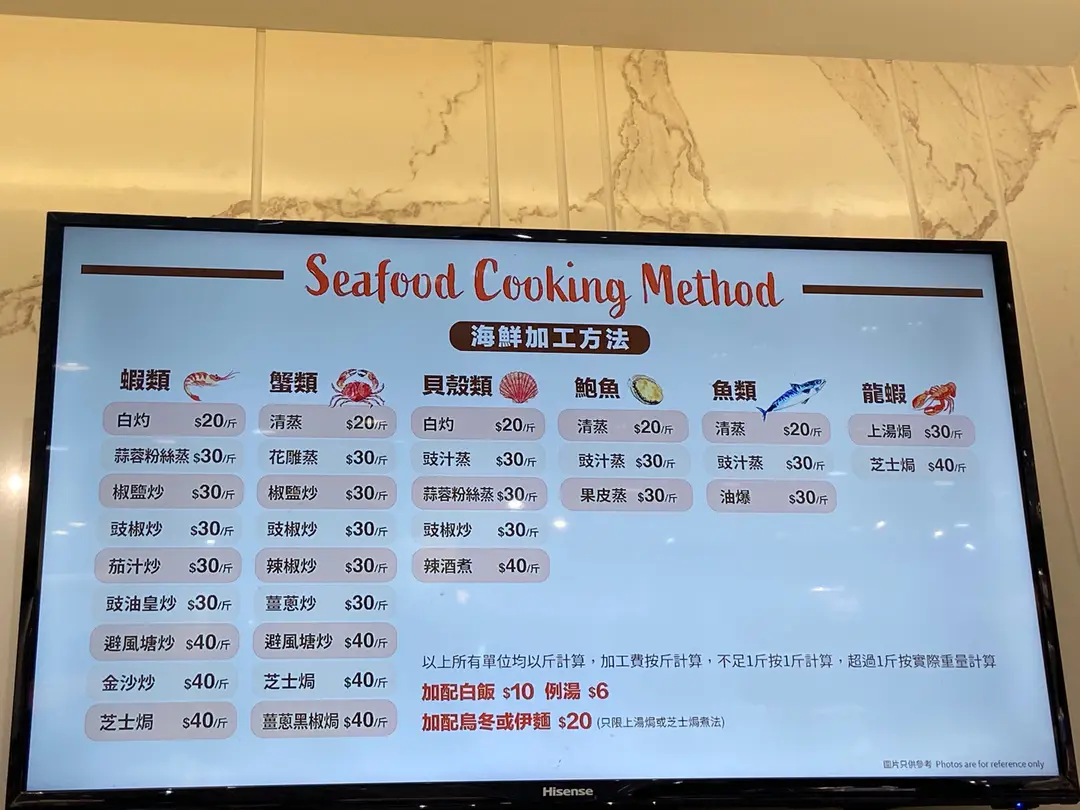 Seafood Cooking Method
海鮮加工方法
蝦類
白灼 $20/斤
蒜蓉粉絲蒸 $30/斤
椒鹽炒 $30/斤
豉椒炒 $30/斤
茄汁炒 $30/斤
豉油皇炒 $30/斤
避風塘炒 $40/斤
金沙炒 $40/斤
芝士焗 $40/斤
蟹類
清蒸 $20/斤
花雕蒸 $30/斤
椒鹽炒 $30/斤
豉椒炒 $30/斤
辣椒炒 $30/斤
薑蔥炒 $30/斤
避風塘炒 $40/斤
芝士焗 $40/斤
薑蔥黑椒焗 $40/斤
貝殼類
白灼 $20/斤
豉汁蒸 $30/斤
蒜蓉粉絲蒸 $30/斤
豉椒炒 $30/斤
辣酒煮 $40/斤
鮑魚
清蒸 $20/斤
豉汁蒸 $30/斤
果皮蒸 $30/斤
魚類
清蒸 $20/斤
豉汁蒸 $30/斤
油爆 $30/斤
龍蝦
上湯焗 $30/斤
芝士焗 $40/斤
以上所有單位均以斤計算，加工費按斤計算，不足1斤按1斤計算，超過1斤按實際重量計算
加配白飯 $10 例湯 $6
加配烏冬或伊麵 $20 (只限上湯焗或芝士焗煮法)
圖片只供參考 Photos are for reference only
Hisense